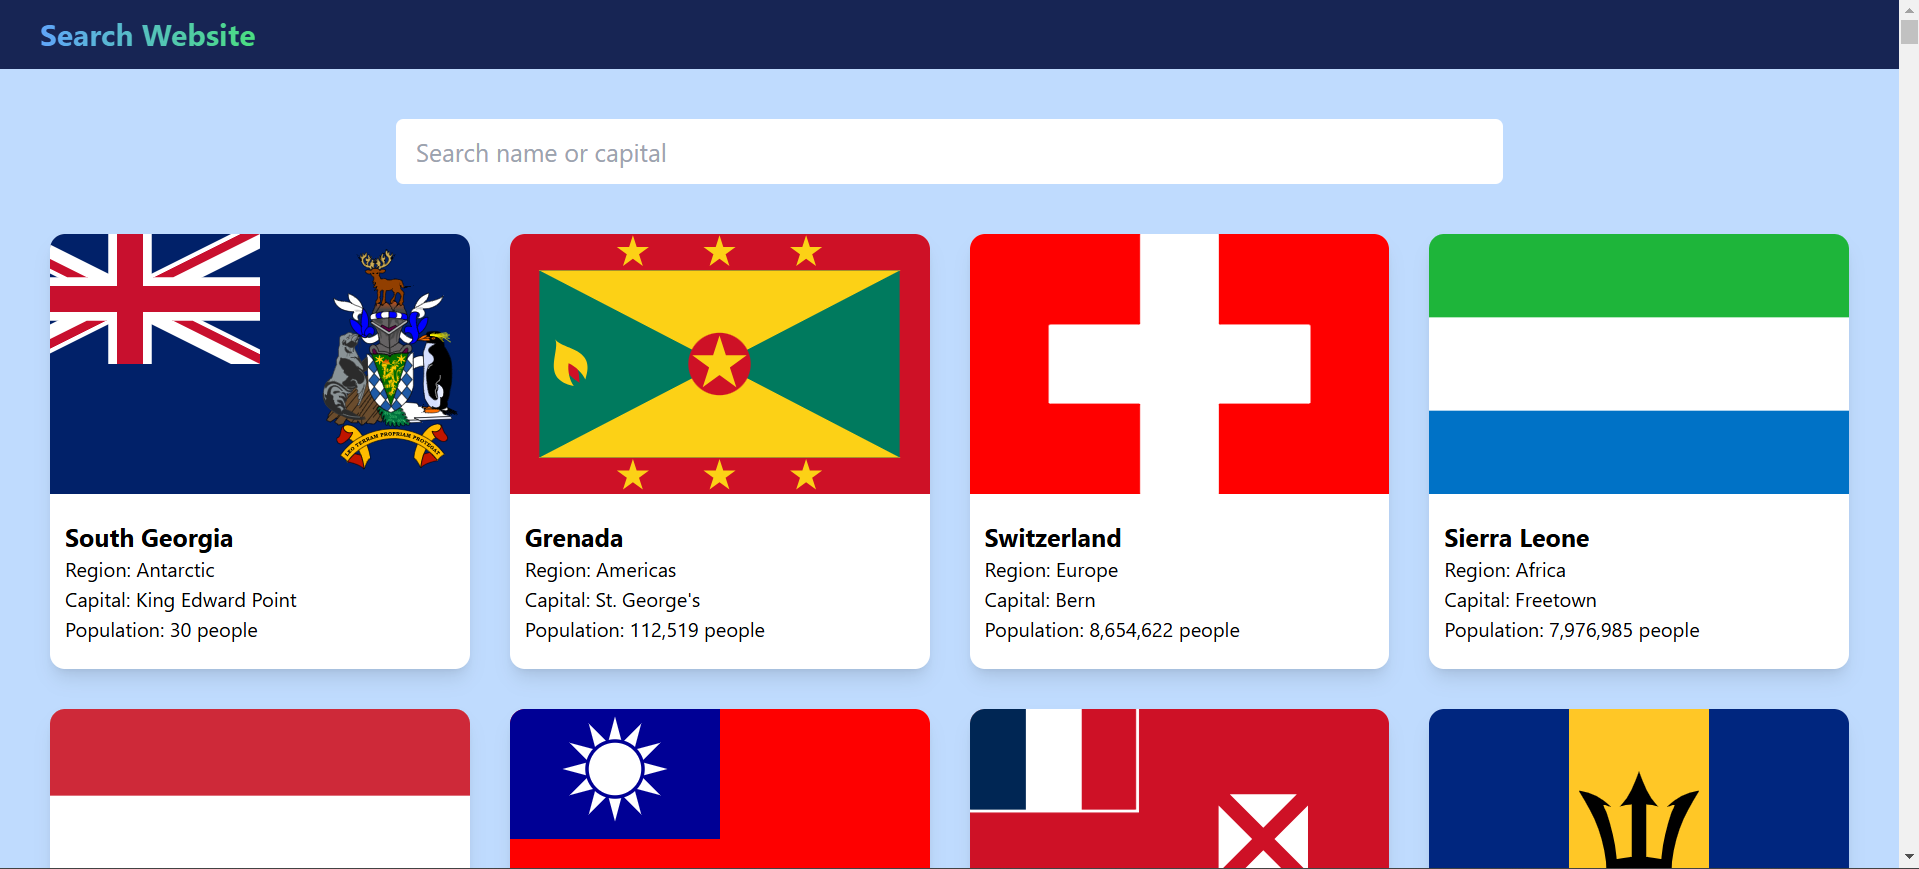 Search Website
Search name or capital
LEO TERRAM PROPRIAM PROTEGAT
South Georgia
Region: Antarctic
Capital: King Edward Point
Population: 30 people
Grenada
Region: Americas
Capital: St. George's
Population: 112,519 people
Switzerland
Region: Europe
Capital: Bern
Population: 8,654,622 people
Sierra Leone
Region: Africa
Capital: Freetown
Population: 7,976,985 people